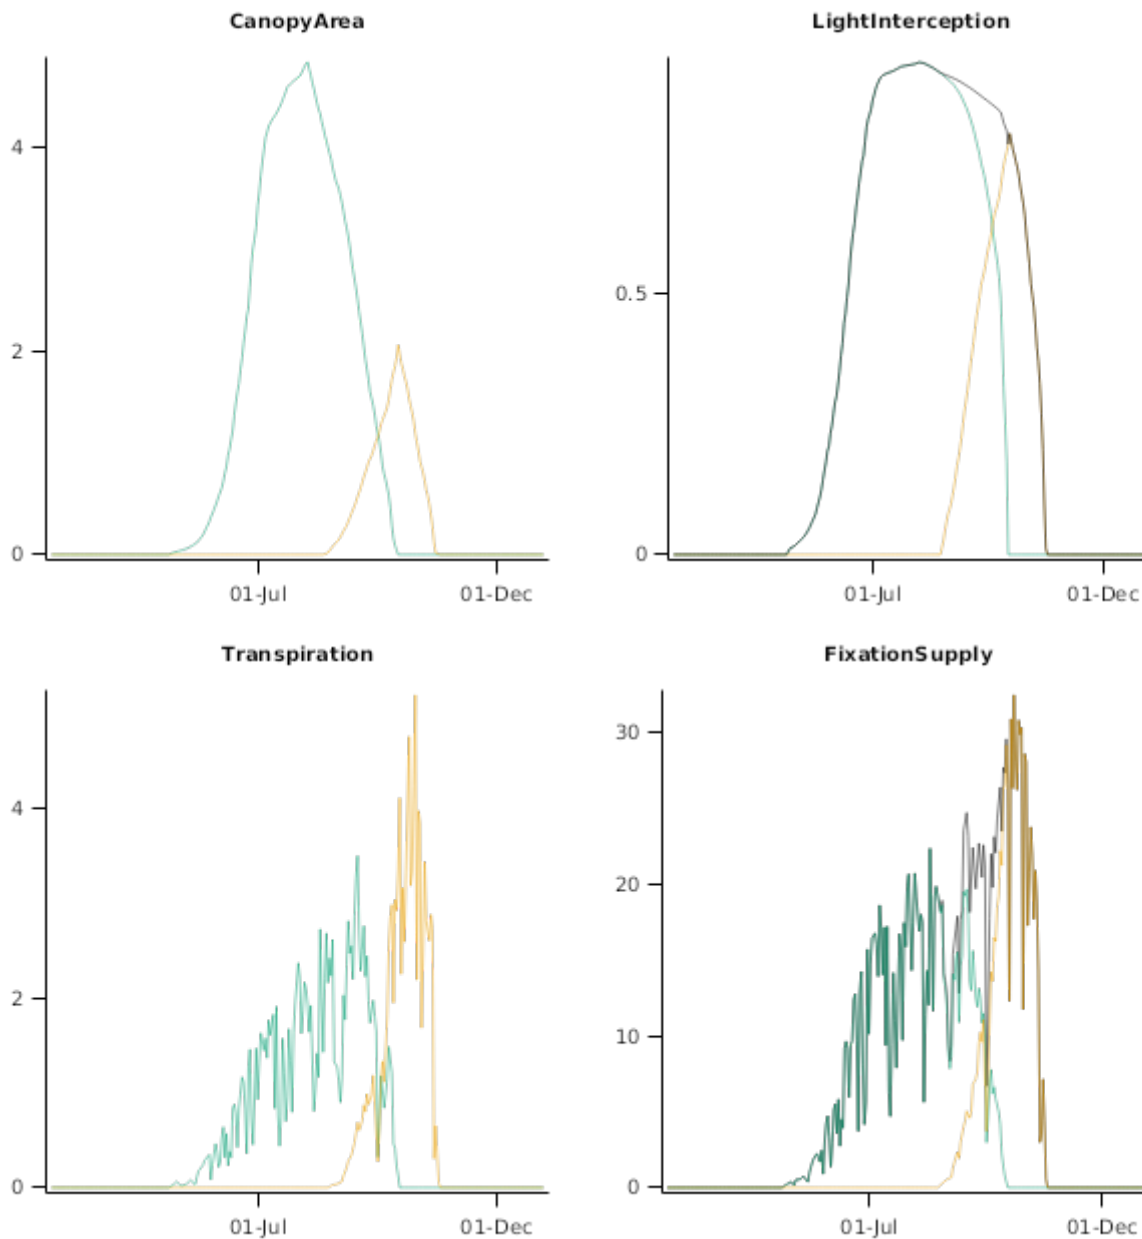 CanopyArea
4
2
0
01-Jul
01-Dec
LightInterception
0.5
0
01-Jul
01-Dec
Transpiration
4
2
0
01-Jul
01-Dec
FixationSupply
30
20
10
0
01-Jul
01-Dec